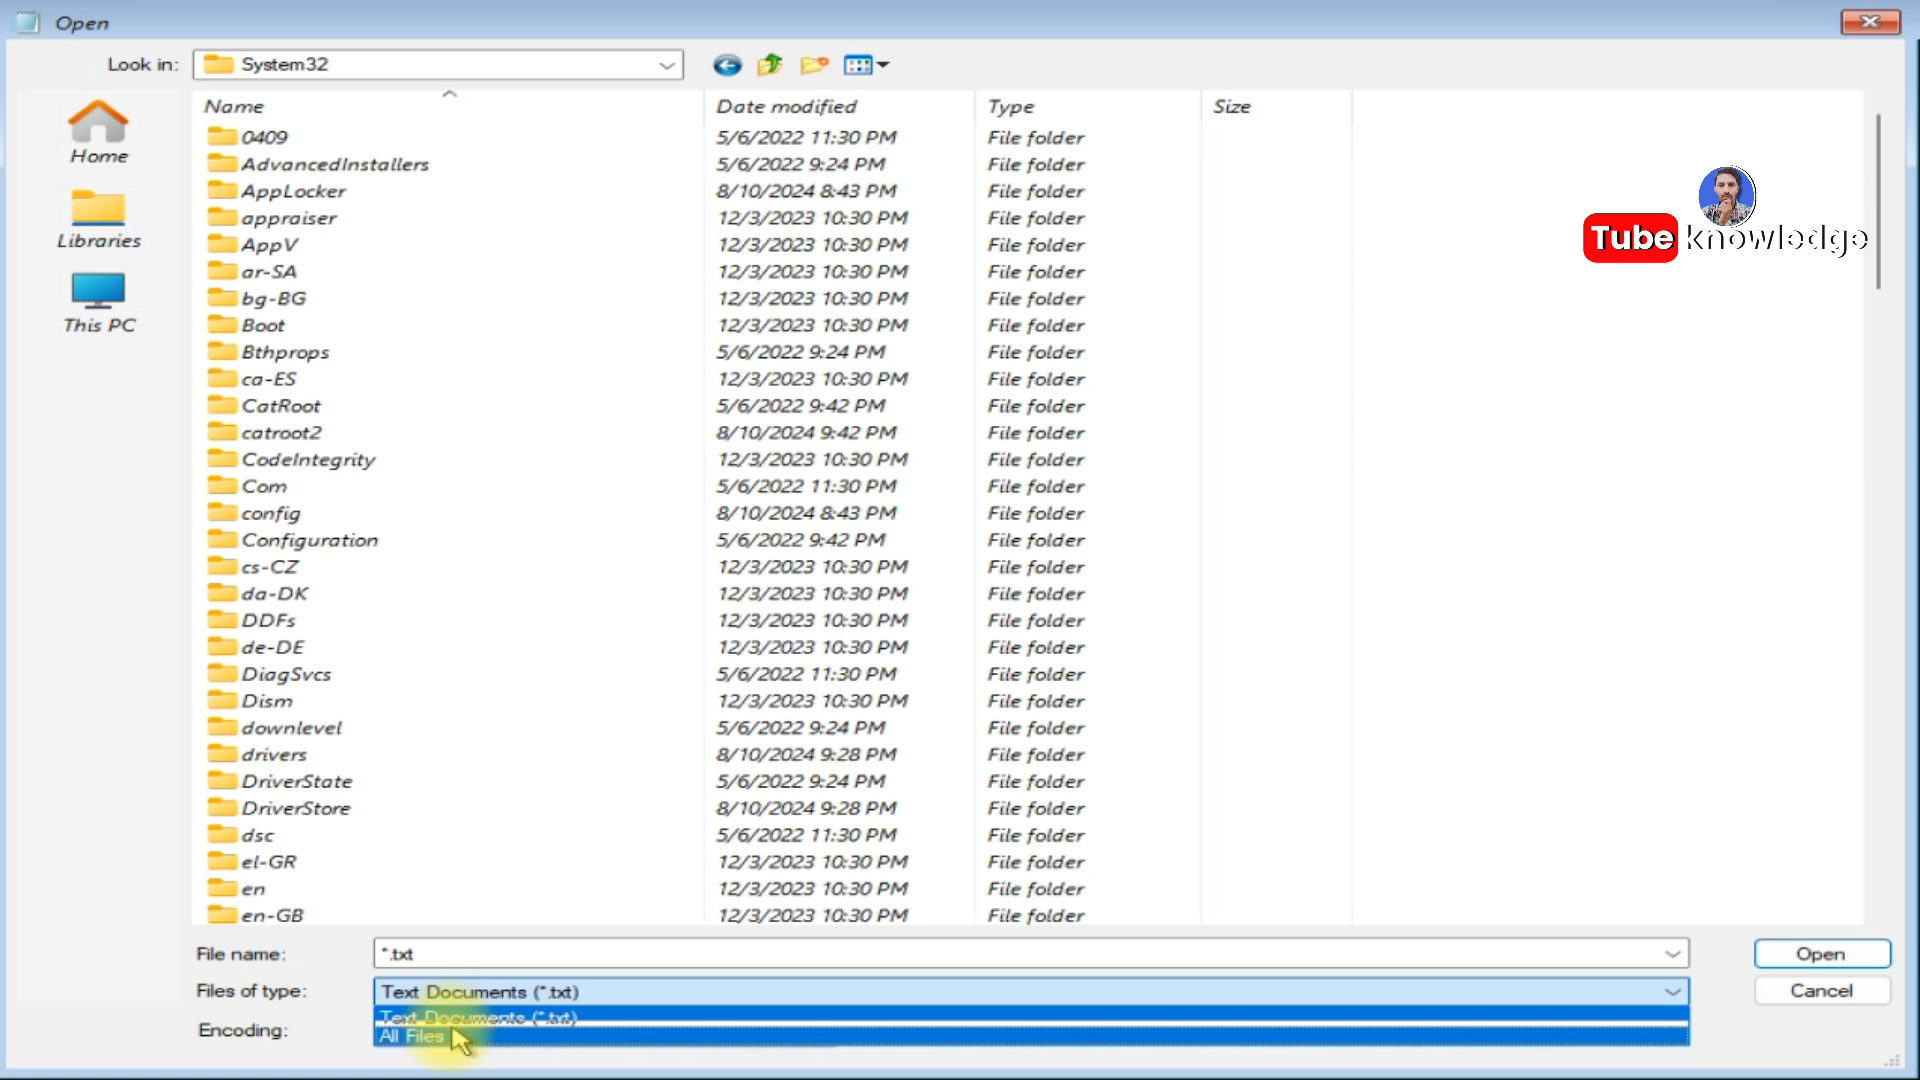 Open
Look in: System32
Name Date modified Type Size
0409 5/6/2022 11:30 PM File folder
AdvancedInstallers 5/6/2022 9:24 PM File folder
AppLocker 8/10/2024 8:43 PM File folder
appraiser 12/3/2023 10:30 PM File folder
AppV 12/3/2023 10:30 PM File folder
ar-SA 12/3/2023 10:30 PM File folder
bg-BG 12/3/2023 10:30 PM File folder
Boot 12/3/2023 10:30 PM File folder
Bthprops 5/6/2022 9:24 PM File folder
ca-ES 12/3/2023 10:30 PM File folder
CatRoot 5/6/2022 9:42 PM File folder
catroot2 8/10/2024 9:42 PM File folder
CodeIntegrity 12/3/2023 10:30 PM File folder
Com 5/6/2022 11:30 PM File folder
config 8/10/2024 8:43 PM File folder
Configuration 5/6/2022 9:42 PM File folder
cs-CZ 12/3/2023 10:30 PM File folder
da-DK 12/3/2023 10:30 PM File folder
DDFs 12/3/2023 10:30 PM File folder
de-DE 12/3/2023 10:30 PM File folder
DiagSvcs 5/6/2022 11:30 PM File folder
Dism 12/3/2023 10:30 PM File folder
downlevel 5/6/2022 9:24 PM File folder
drivers 8/10/2024 9:28 PM File folder
DriverState 5/6/2022 9:24 PM File folder
DriverStore 8/10/2024 9:28 PM File folder
dsc 5/6/2022 11:30 PM File folder
el-GR 12/3/2023 10:30 PM File folder
en 12/3/2023 10:30 PM File folder
en-GB 12/3/2023 10:30 PM File folder
Home
Libraries
This PC
Tube knowledge
File name: *.txt Open
Files of type: Text Documents (*.txt) Cancel
Text Documents (*.txt)
Encoding: All Files